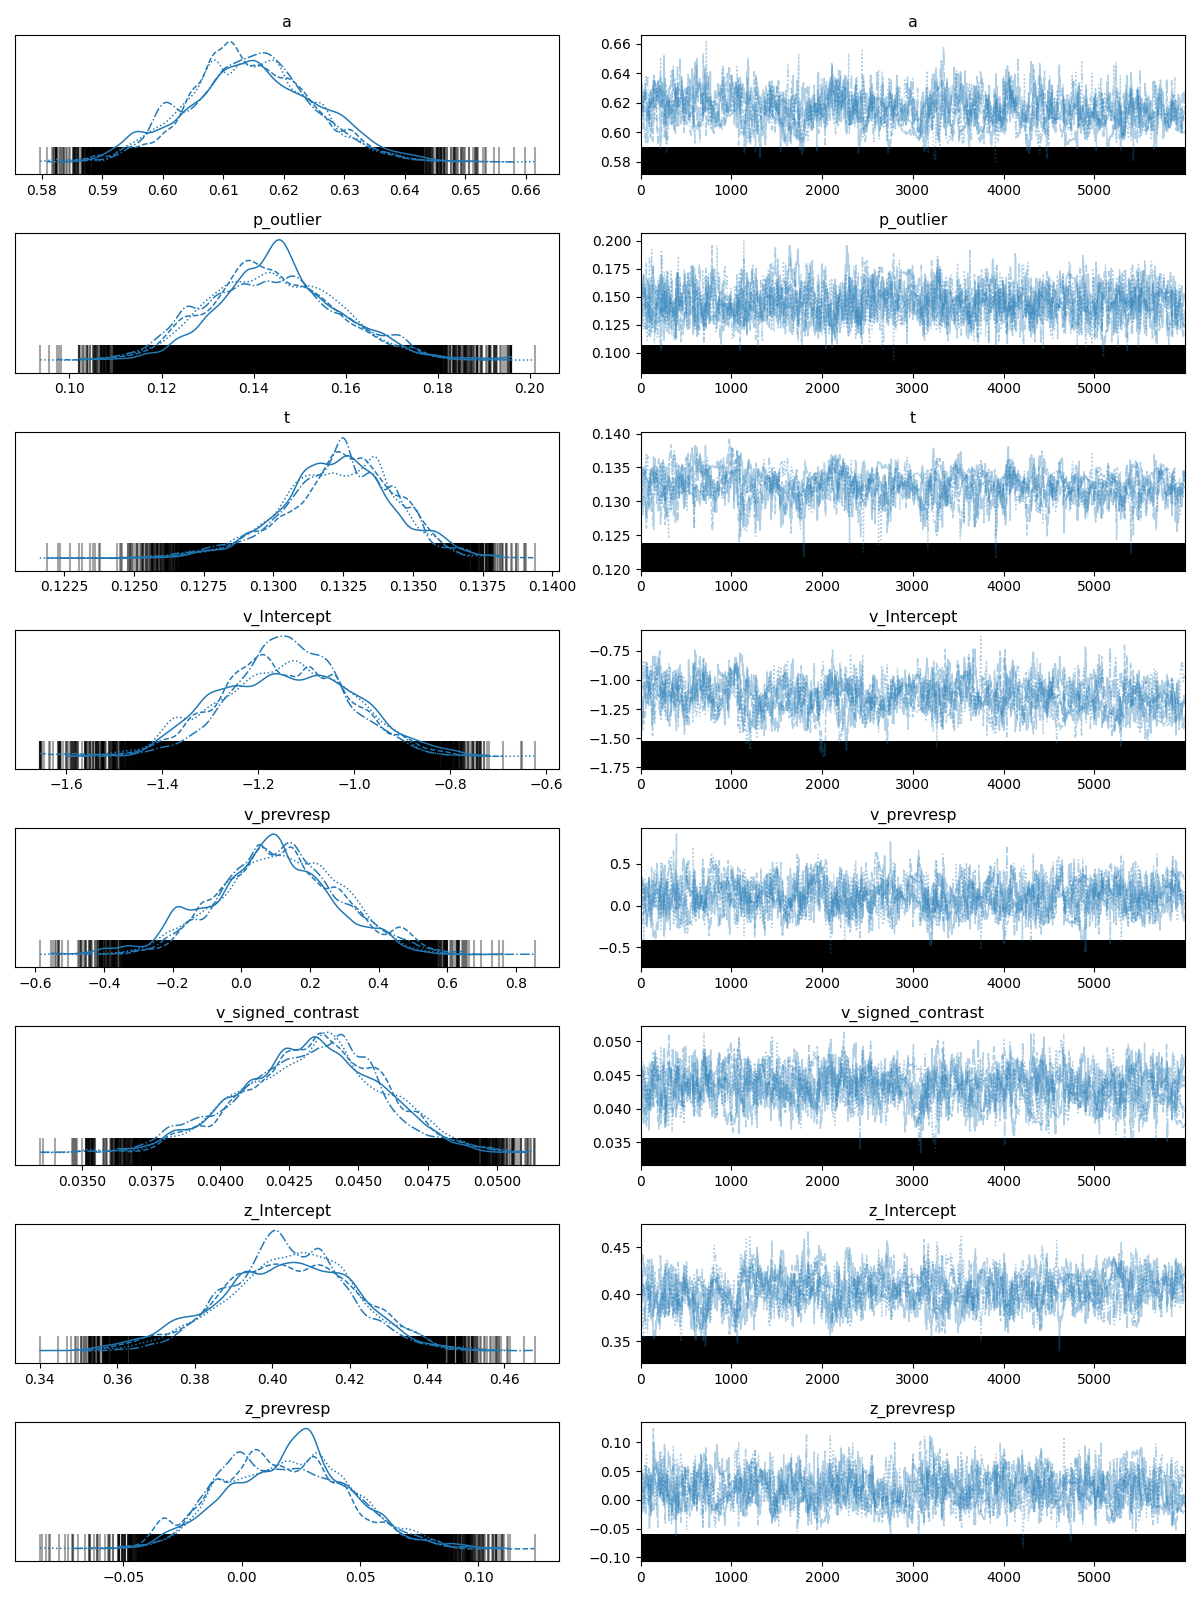 a a
0.66
0.64
0.62
0.60
0.58
0.58 0.59 0.60 0.61 0.62 0.63 0.64 0.65 0.66 0 1000 2000 3000 4000 5000
p_outlier p_outlier
0.200
0.175
0.150
0.125
0.100
0.10 0.12 0.14 0.16 0.18 0.20 0 1000 2000 3000 4000 5000
t t
0.140
0.135
0.130
0.125
0.120
0.1225 0.1250 0.1275 0.1300 0.1325 0.1350 0.1375 0.1400 0 1000 2000 3000 4000 5000
v_Intercept v_Intercept
−0.75
−1.00
−1.25
−1.50
−1.75
−1.6 −1.4 −1.2 −1.0 −0.8 −0.6 0 1000 2000 3000 4000 5000
v_prevresp v_prevresp
0.5
0.0
−0.5
−0.6 −0.4 −0.2 0.0 0.2 0.4 0.6 0.8 0 1000 2000 3000 4000 5000
v_signed_contrast v_signed_contrast
0.050
0.045
0.040
0.035
0.0350 0.0375 0.0400 0.0425 0.0450 0.0475 0.0500 0 1000 2000 3000 4000 5000
z_Intercept z_Intercept
0.45
0.40
0.35
0.34 0.36 0.38 0.40 0.42 0.44 0.46 0 1000 2000 3000 4000 5000
z_prevresp z_prevresp
0.10
0.05
0.00
−0.05
−0.10
−0.05 0.00 0.05 0.10 0 1000 2000 3000 4000 5000